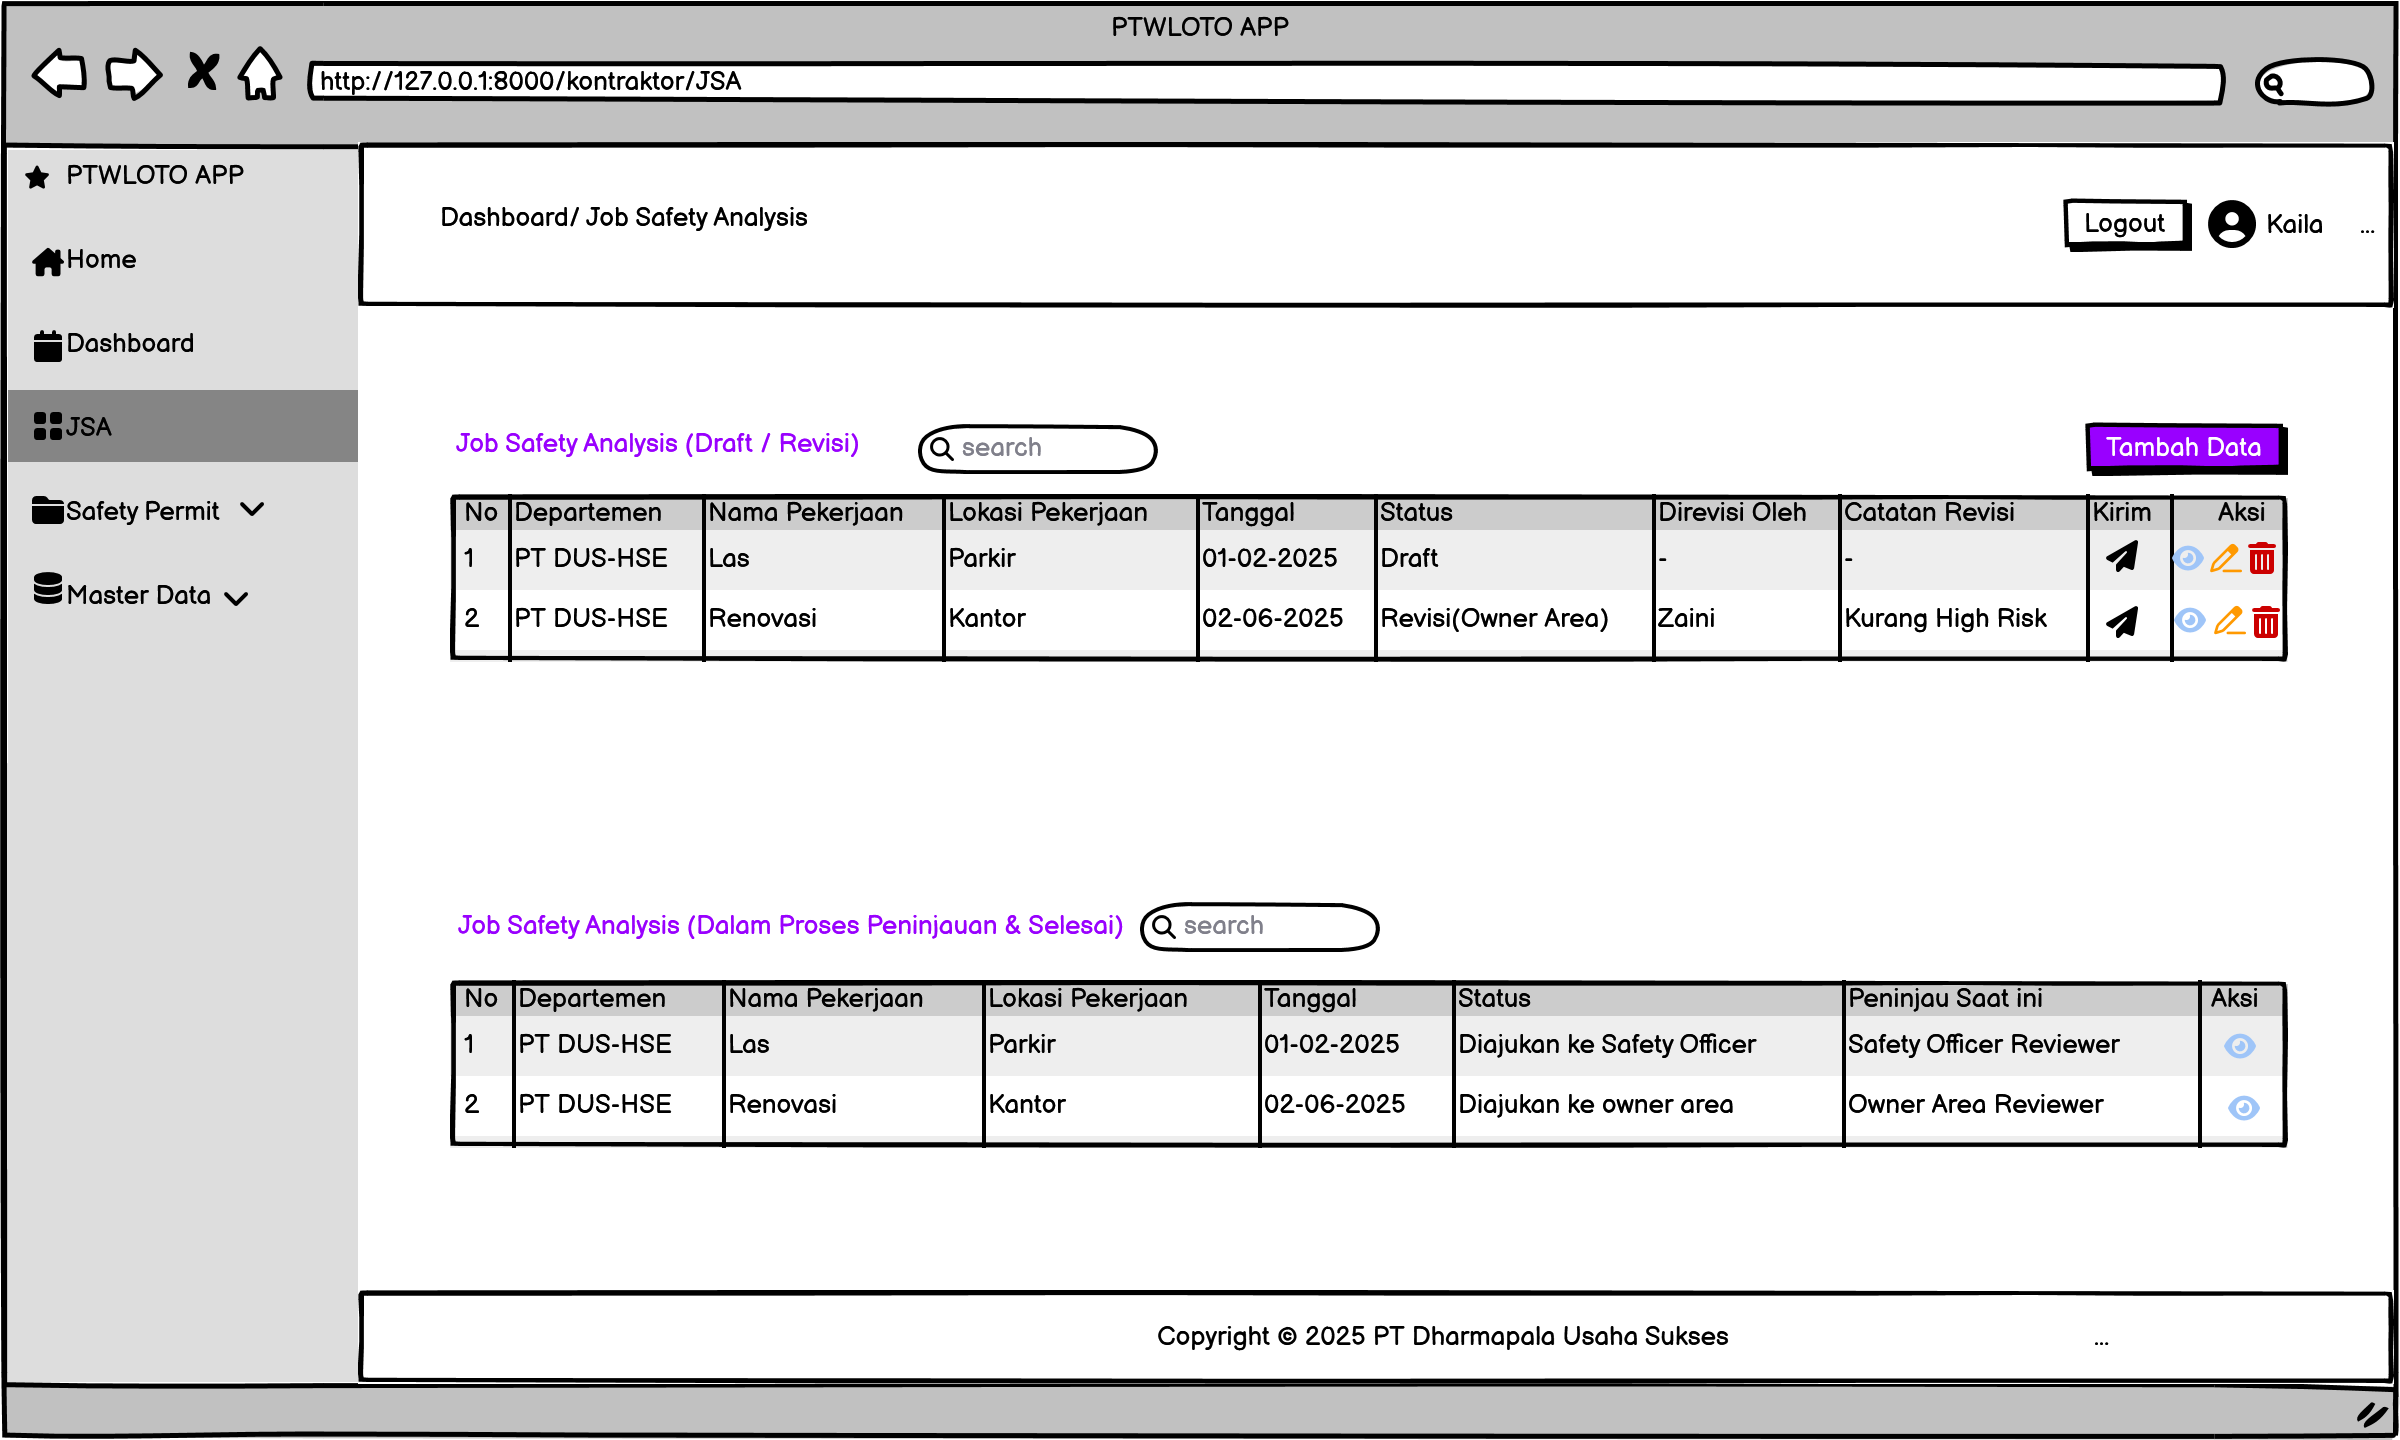 PTWLOTO APP
http://127.0.0.1:8000/kontraktor/JSA
PTWLOTO APP
Home
Dashboard
JSA
Safety Permit
Master Data
Dashboard/ Job Safety Analysis
Logout
Kaila
...
Job Safety Analysis (Draft / Revisi)
search
Tambah Data
No Departemen Nama Pekerjaan Lokasi Pekerjaan Tanggal Status Direvisi Oleh Catatan Revisi Kirim Aksi
1 PT DUS-HSE Las Parkir 01-02-2025 Draft - -
2 PT DUS-HSE Renovasi Kantor 02-06-2025 Revisi(Owner Area) Zaini Kurang High Risk
Job Safety Analysis (Dalam Proses Peninjauan & Selesai)
search
No Departemen Nama Pekerjaan Lokasi Pekerjaan Tanggal Status Peninjau Saat ini Aksi
1 PT DUS-HSE Las Parkir 01-02-2025 Diajukan ke Safety Officer Safety Officer Reviewer
2 PT DUS-HSE Renovasi Kantor 02-06-2025 Diajukan ke owner area Owner Area Reviewer
Copyright © 2025 PT Dharmapala Usaha Sukses
...